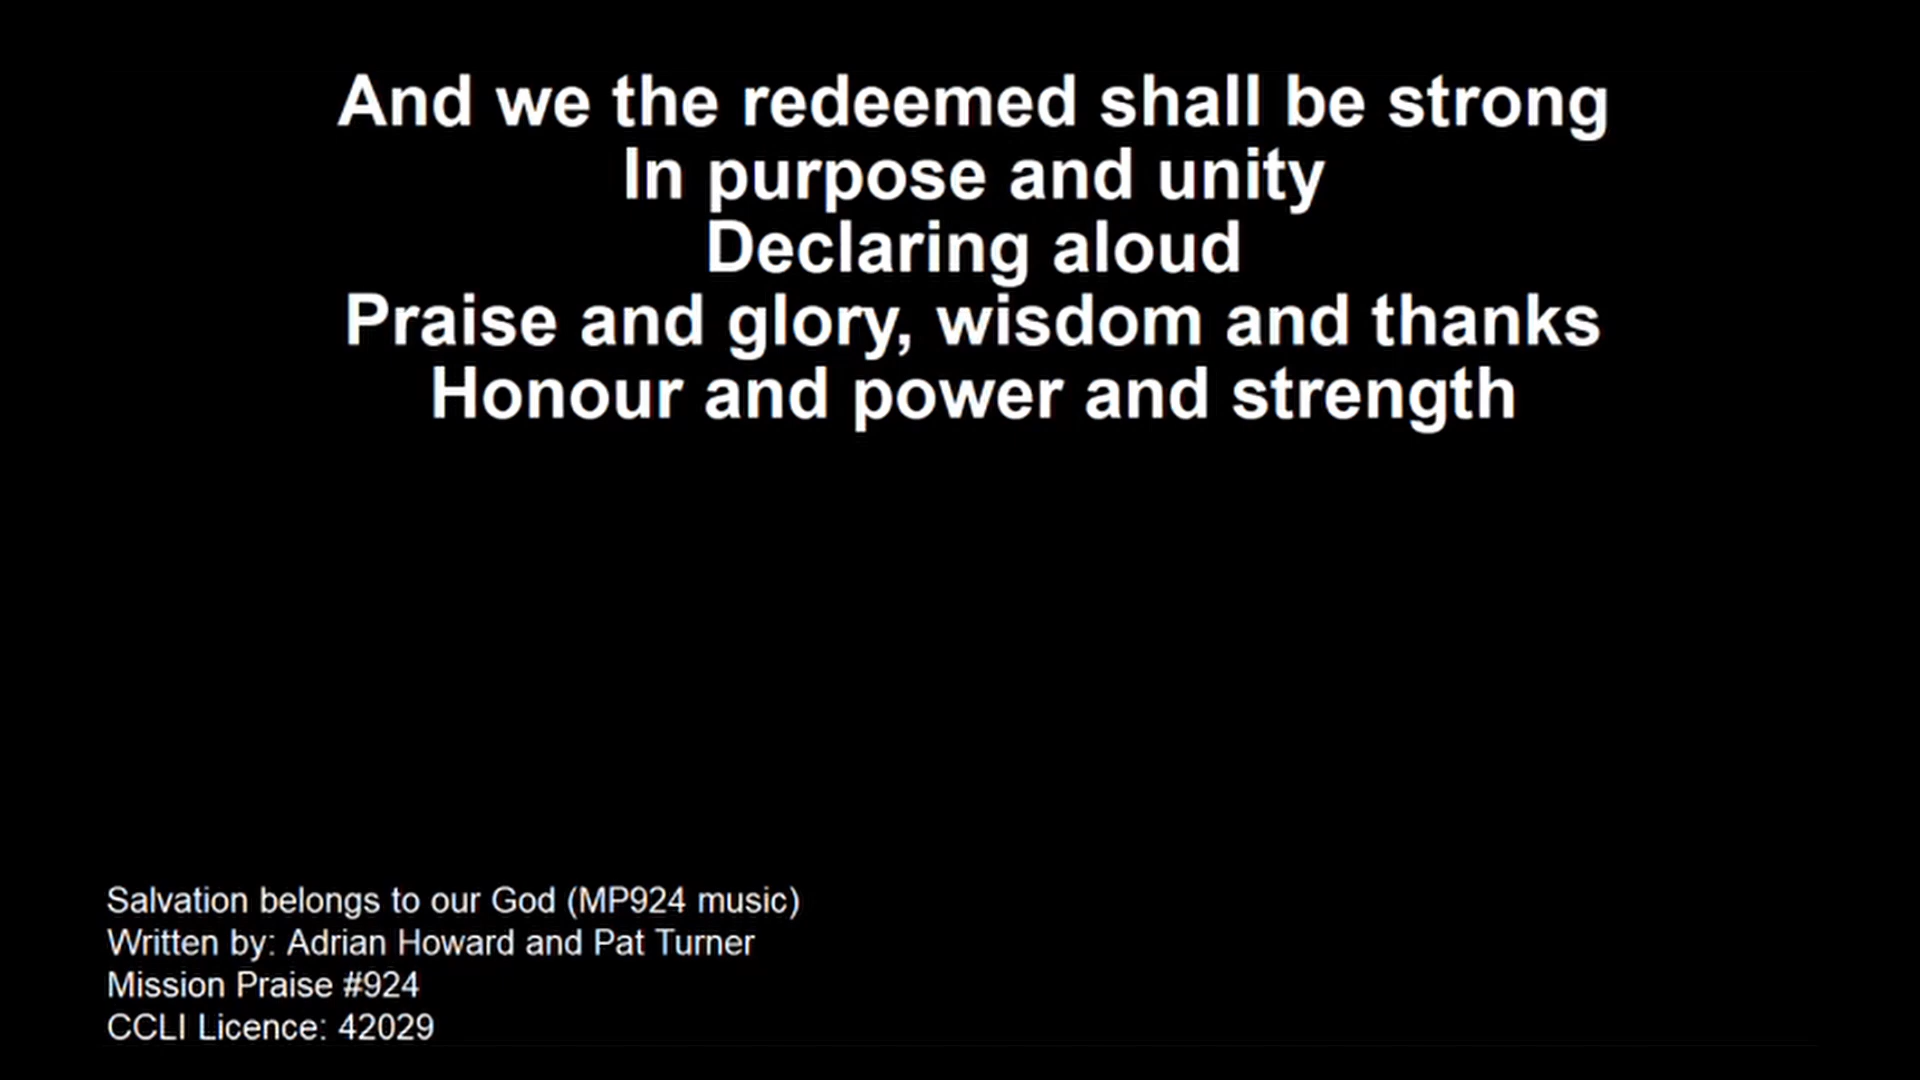 And we the redeemed shall be strong
In purpose and unity
Declaring aloud
Praise and glory, wisdom and thanks
Honour and power and strength
Salvation belongs to our God (MP924 music)
Written by: Adrian Howard and Pat Turner
Mission Praise #924
CCLI Licence: 42029